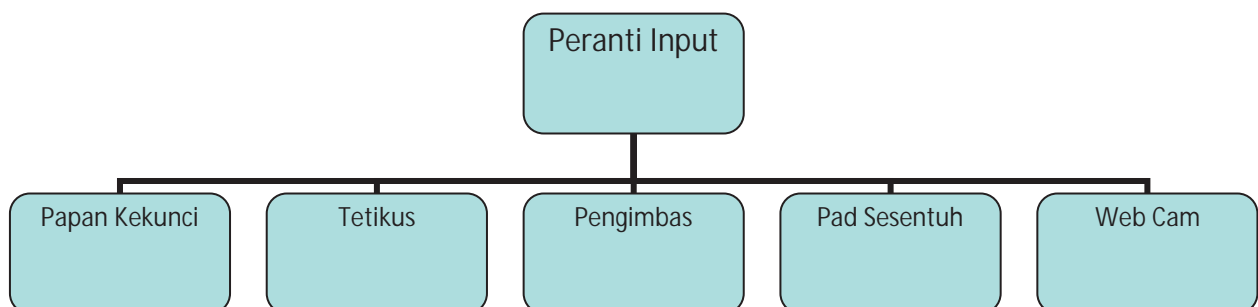 Peranti Input
Papan Kekunci
Tetikus
Pengimbas
Pad Sesentuh
Web Cam